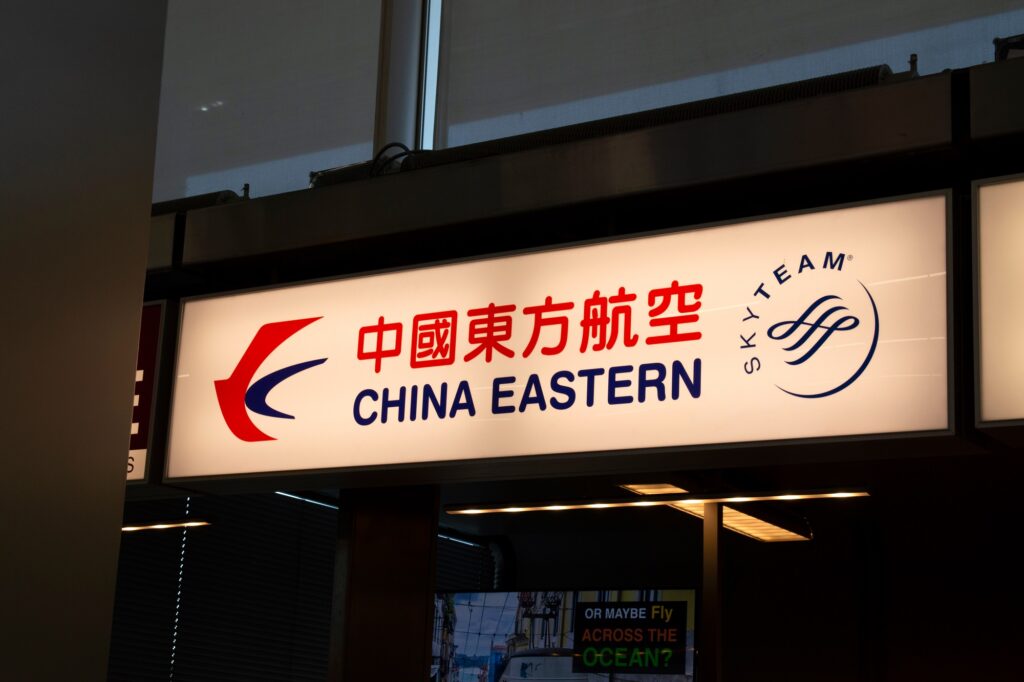 中國東方航空
CHINA EASTERN
SKYTEAM®
OR MAYBE Fly
ACROSS THE
OCEAN?